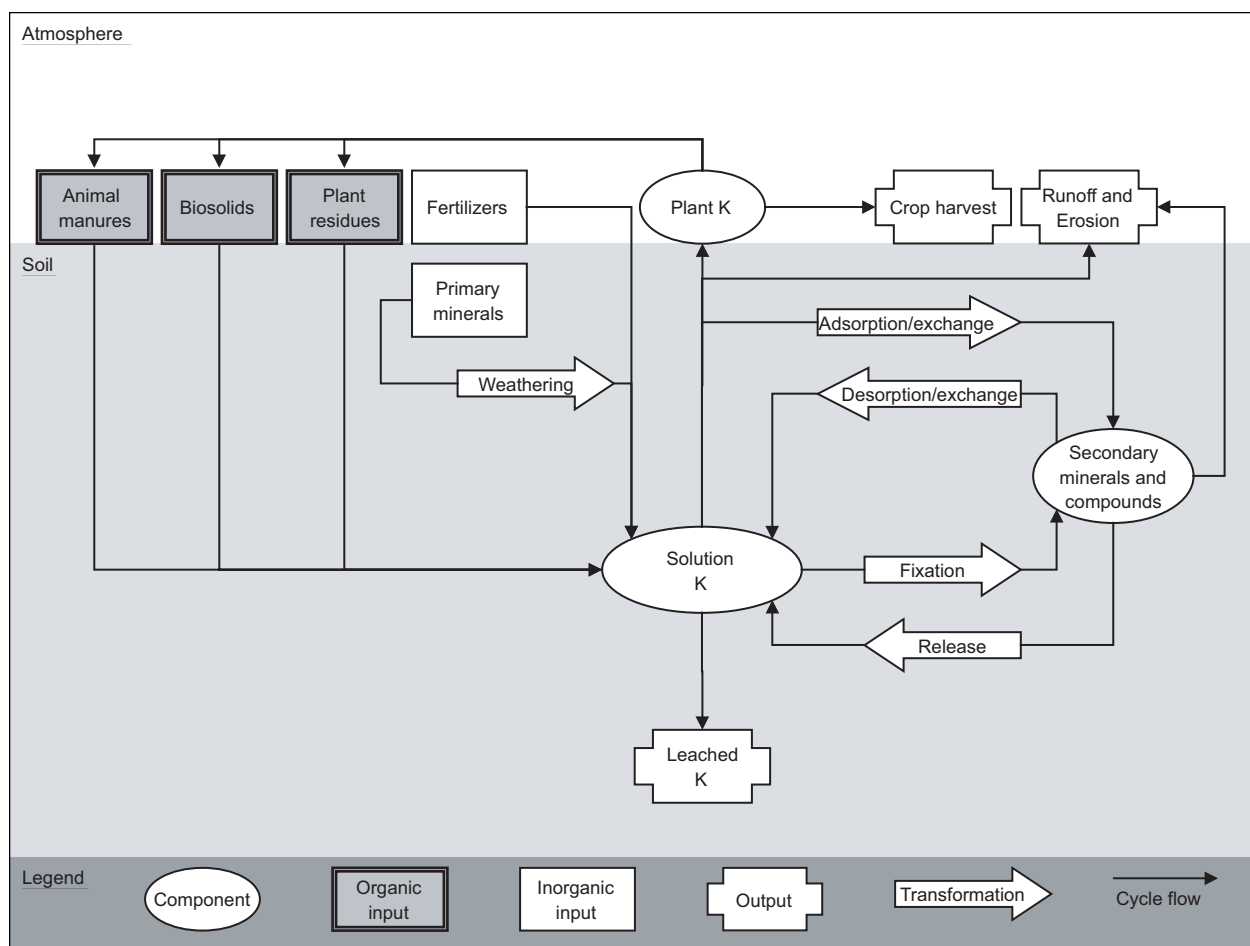 Atmosphere
Animal
manures
Biosolids
Plant
residues
Fertilizers
Plant K
Crop harvest
Runoff and
Erosion
Soil
Primary
minerals
Adsorption/exchange
Weathering
Desorption/exchange
Secondary
minerals and
compounds
Solution
K
Fixation
Release
Leached
K
Legend
Component
Organic
input
Inorganic
input
Output
Transformation
Cycle flow